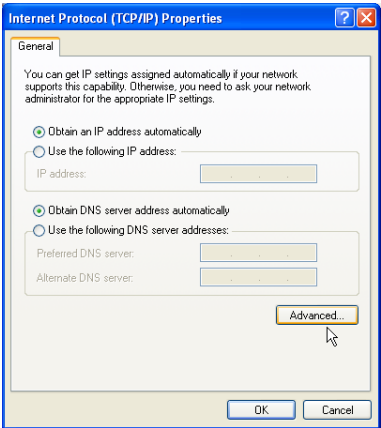 Internet Protocol (TCP/IP) Properties
General
You can get IP settings assigned automatically if your network
supports this capability. Otherwise, you need to ask your network
administrator for the appropriate IP settings.
Obtain an IP address automatically
Use the following IP address:
IP address:
Obtain DNS server address automatically
Use the following DNS server addresses:
Preferred DNS server:
Alternate DNS server:
Advanced...
OK Cancel